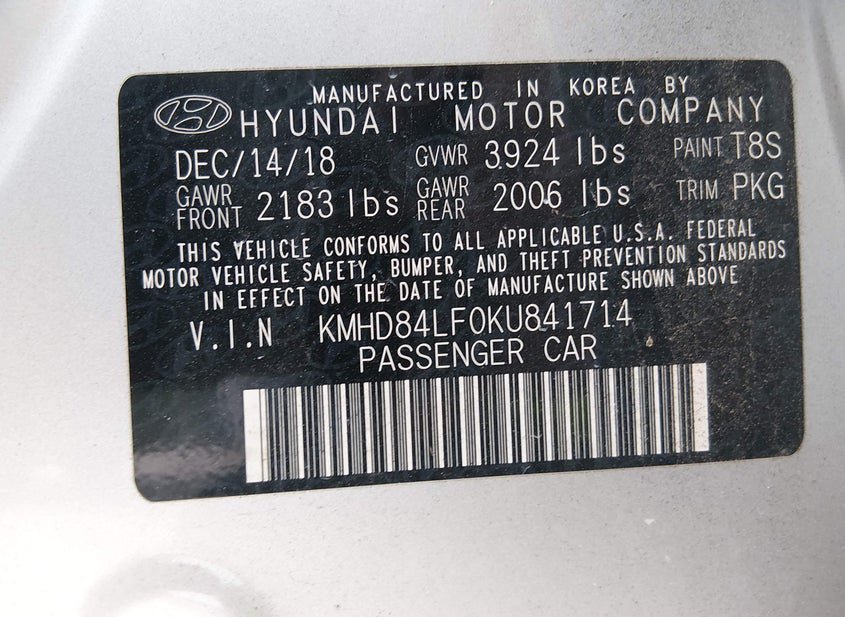 MANUFACTURED IN KOREA BY
HYUNDAI MOTOR COMPANY
DEC/14/18 GVWR 3924 lbs PAINT T8S
GAWR FRONT 2183 lbs GAWR REAR 2006 lbs TRIM PKG
THIS VEHICLE CONFORMS TO ALL APPLICABLE U.S.A. FEDERAL
MOTOR VEHICLE SAFETY, BUMPER, AND THEFT PREVENTION STANDARDS
IN EFFECT ON THE DATE OF MANUFACTURE SHOWN ABOVE
V.I.N KMHD84LF0KU841714
PASSENGER CAR